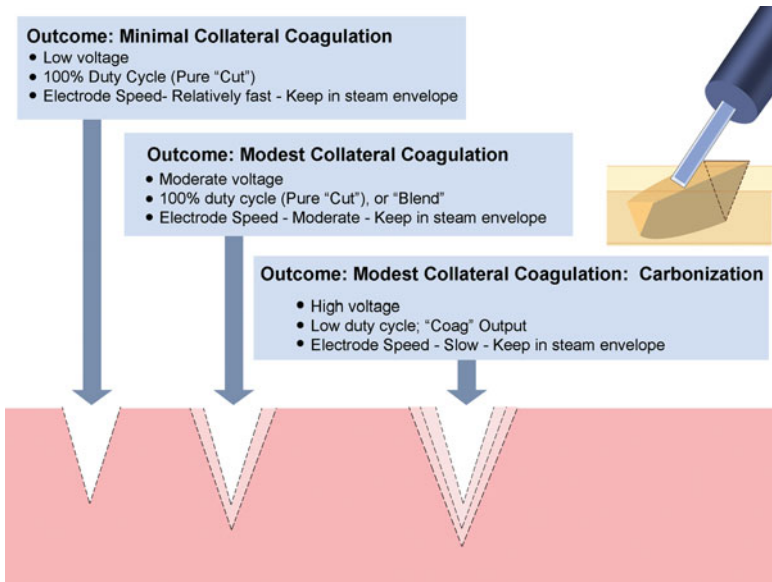 Outcome: Minimal Collateral Coagulation
• Low voltage
• 100% Duty Cycle (Pure “Cut”)
• Electrode Speed- Relatively fast - Keep in steam envelope
Outcome: Modest Collateral Coagulation
• Moderate voltage
• 100% duty cycle (Pure “Cut”), or “Blend”
• Electrode Speed - Moderate - Keep in steam envelope
Outcome: Modest Collateral Coagulation: Carbonization
• High voltage
• Low duty cycle; “Coag” Output
• Electrode Speed - Slow - Keep in steam envelope